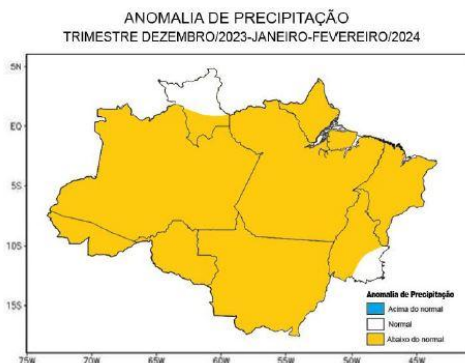 ANOMALIA DE PRECIPITAÇÃO
TRIMESTRE DEZEMBRO/2023-JANEIRO-FEVEREIRO/2024
5N
EQ
5S
10S
15S
75W
70W
65W
60W
55W
50W
45W
Anomalia de Precipitação
Acima do normal
Normal
Abaixo do normal